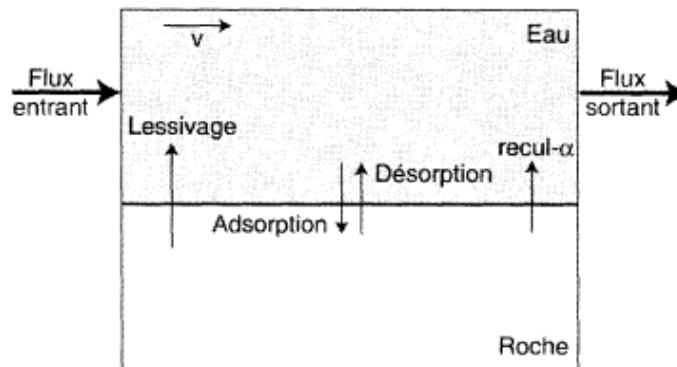 v
Eau
Flux
entrant
Flux
sortant
Lessivage
recul-α
Désorption
Adsorption
Roche